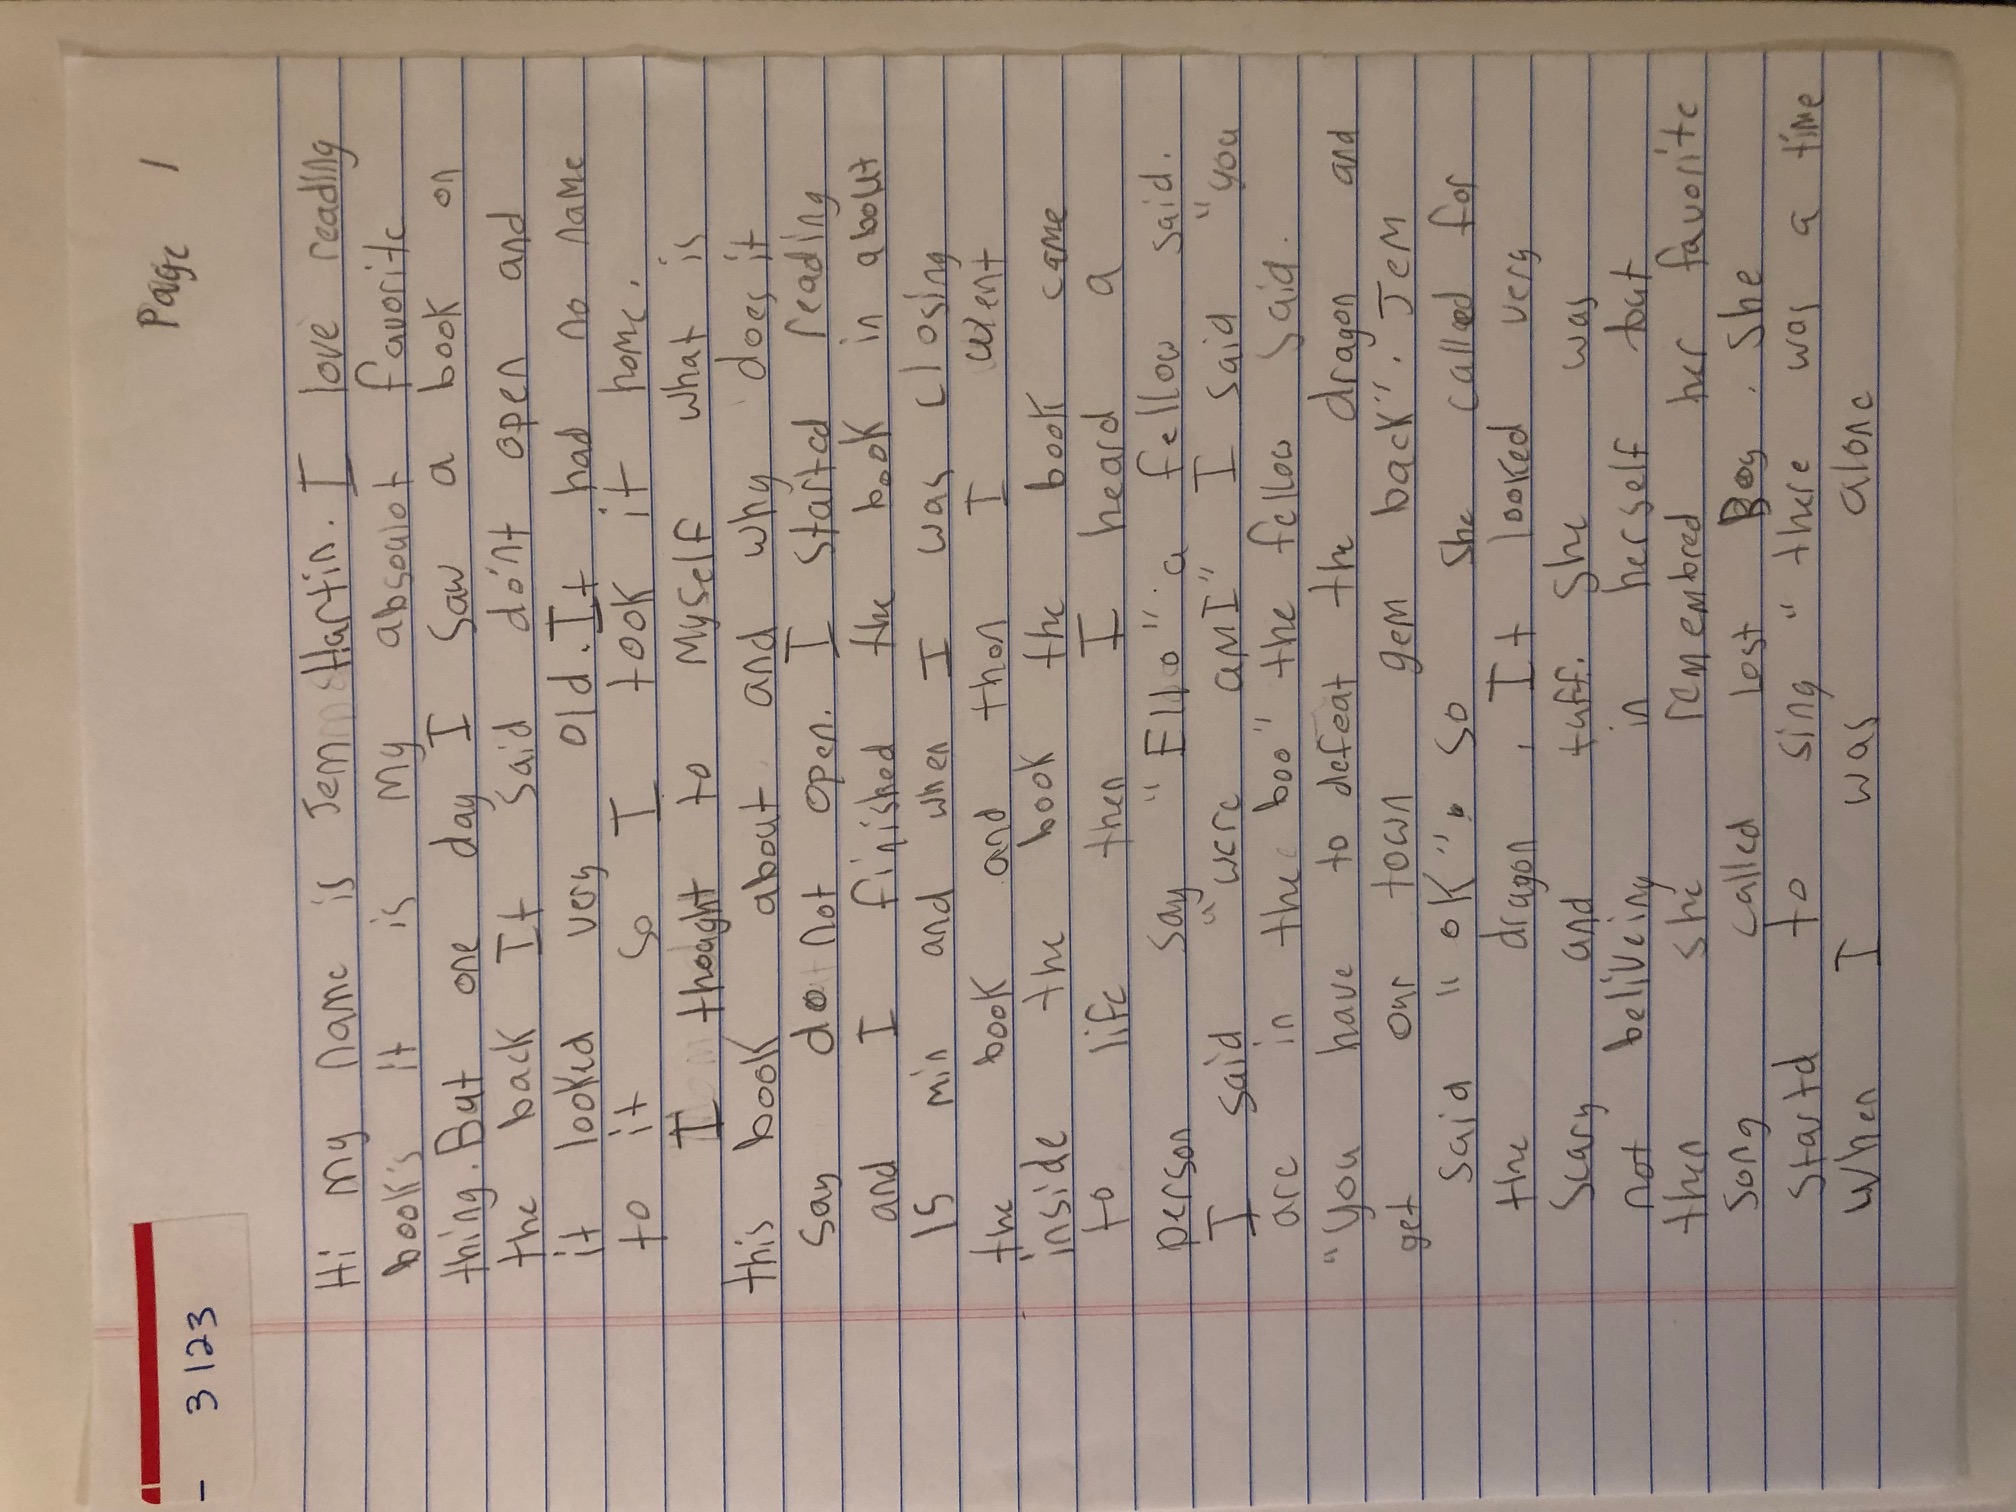 - 3123
Page 1
Hi my name is Jem Hartin. I love reading
book's it is my absoulot favorite
thing. But one day I saw a book on
the back It said do'nt open and
it looked very old. It had no name
to it so I took it home.
I thought to myself what is
this book about and why does it
say do not open. I started reading
and I finished the book in about
15 min and when I was closing
the book and then I went
inside the book the book came
to life then I heard a
person say "Ello" a fellow said.
I said "were am I" I said "you
are in the boo" the fellow said.
"You have to defeat the dragon and
get our town gem back". Jem
said "OK". so she called for
the dragon. It looked very
scary and tuff. She was
not beliveing in herself but
then she remembred her favorite
song called Lost Boy. She
startd to sing "there was a time
When I was alone